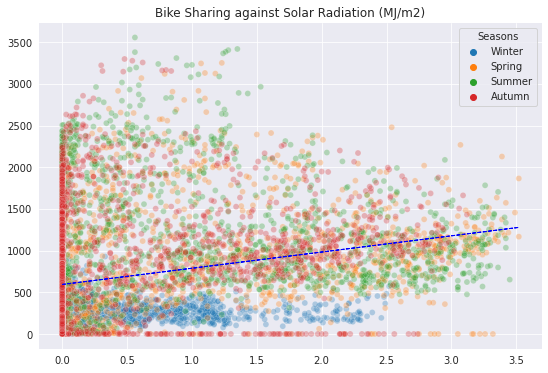 Bike Sharing against Solar Radiation (MJ/m2)
Seasons
Winter
Spring
Summer
Autumn
3500
3000
2500
2000
1500
1000
500
0
0.0 0.5 1.0 1.5 2.0 2.5 3.0 3.5